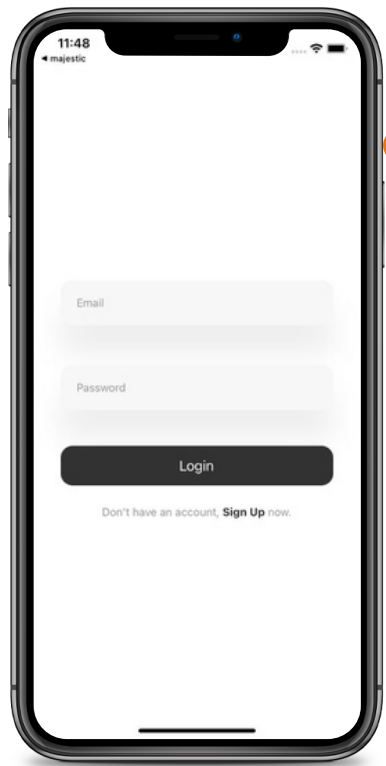 11:48
◀ majestic
Email
Password
Login
Don't have an account, Sign Up now.